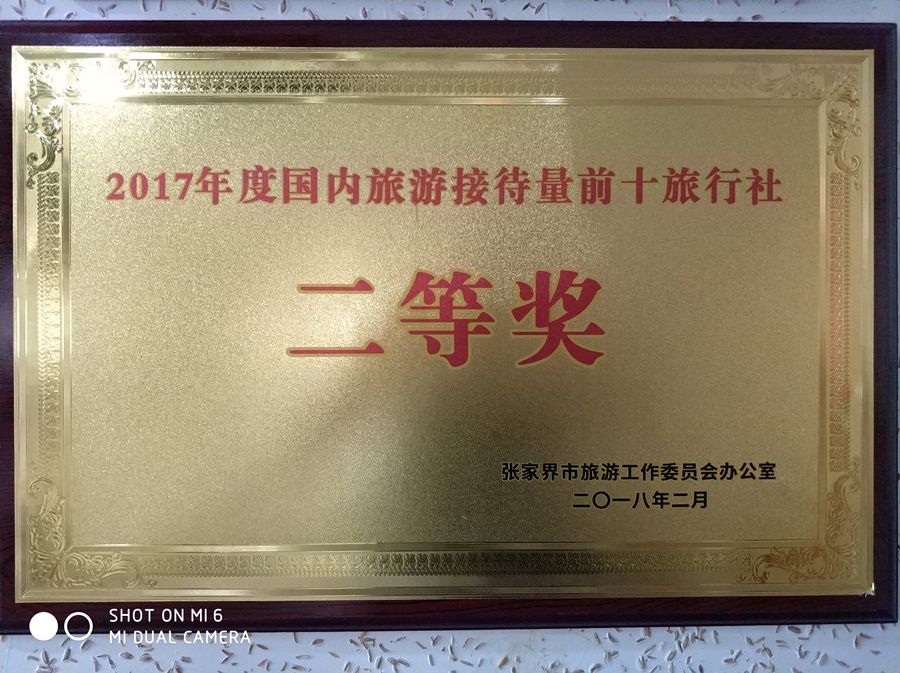 2017年度国内旅游接待量前十旅行社
二等奖
张家界市旅游工作委员会办公室
二〇一八年二月
SHOT ON MI 6
MI DUAL CAMERA